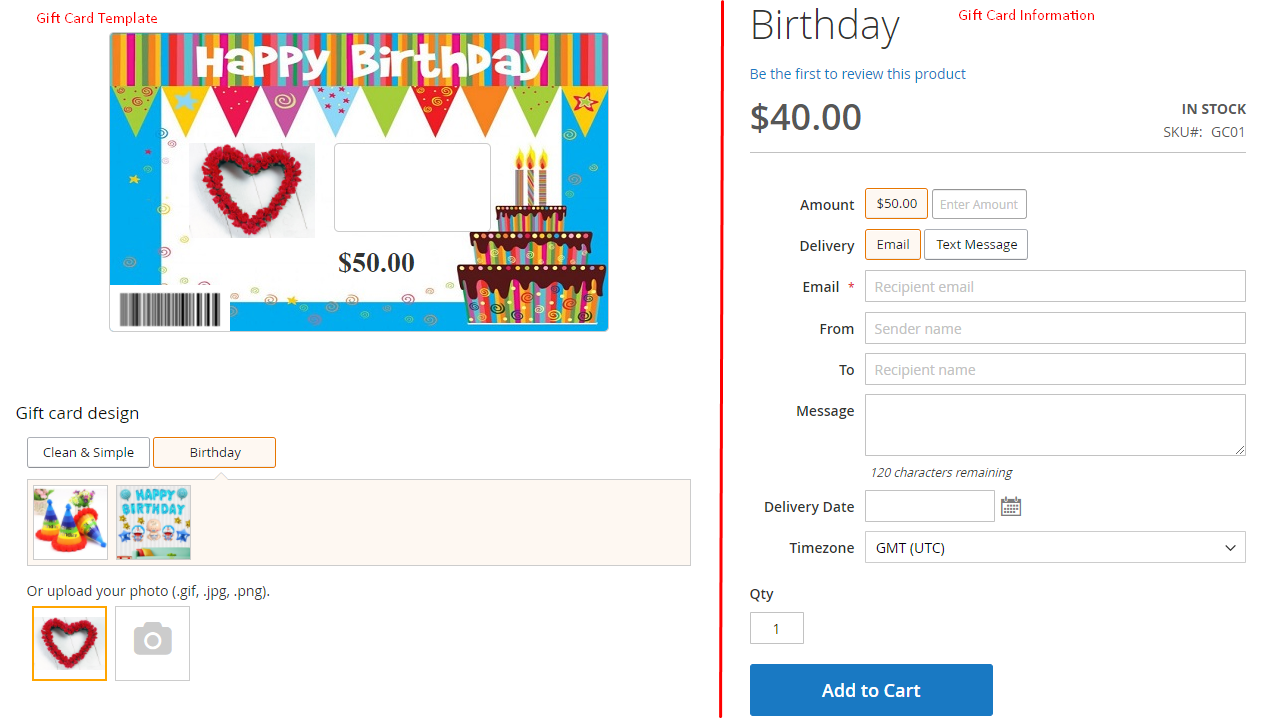 Gift Card Template
Happy Birthday
$50.00
Gift card design
Clean & Simple
Birthday
HAPPY
BIRTHDAY
Or upload your photo (.gif, .jpg, .png).
Gift Card Information
Birthday
Be the first to review this product
$40.00
IN STOCK
SKU#: GC01
Amount
$50.00
Enter Amount
Delivery
Email
Text Message
Email *
Recipient email
From
Sender name
To
Recipient name
Message
120 characters remaining
Delivery Date
Timezone
GMT (UTC)
Qty
1
Add to Cart